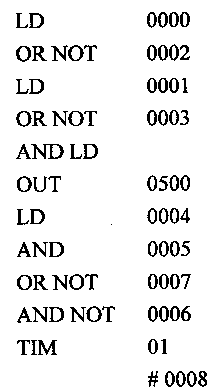 LD 0000
OR NOT 0002
LD 0001
OR NOT 0003
AND LD
OUT 0500
LD 0004
AND 0005
OR NOT 0007
AND NOT 0006
TIM 01
# 0008